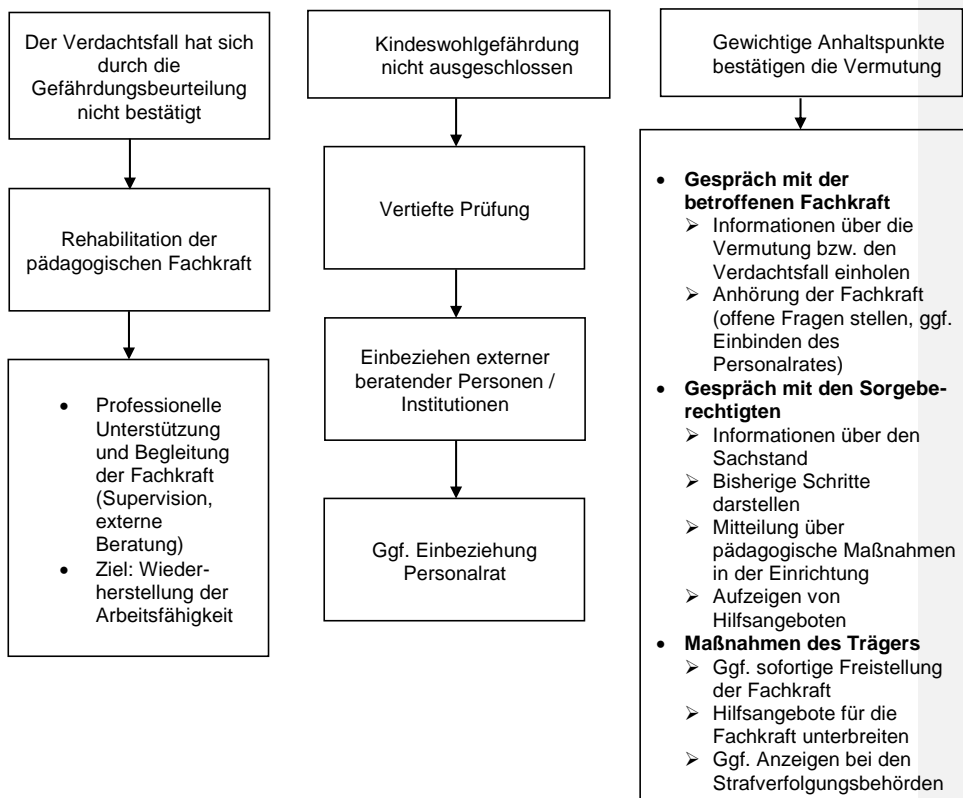 Der Verdachtsfall hat sich
durch die
Gefährdungsbeurteilung
nicht bestätigt
Rehabilitation der
pädagogischen Fachkraft
• Professionelle
Unterstützung
und Begleitung
der Fachkraft
(Supervision,
externe
Beratung)
• Ziel: Wieder-
herstellung der
Arbeitsfähigkeit
Kindeswohlgefährdung
nicht ausgeschlossen
Vertiefte Prüfung
Einbeziehen externer
beratender Personen /
Institutionen
Ggf. Einbeziehung
Personalrat
Gewichtige Anhaltspunkte
bestätigen die Vermutung
• Gespräch mit der
betroffenen Fachkraft
➢ Informationen über die
Vermutung bzw. den
Verdachtsfall einholen
➢ Anhörung der Fachkraft
(offene Fragen stellen, ggf.
Einbinden des
Personalrates)
• Gespräch mit den Sorgebe-
rechtigten
➢ Informationen über den
Sachstand
➢ Bisherige Schritte
darstellen
➢ Mitteilung über
pädagogische Maßnahmen
in der Einrichtung
➢ Aufzeigen von
Hilfsangeboten
• Maßnahmen des Trägers
➢ Ggf. sofortige Freistellung
der Fachkraft
➢ Hilfsangebote für die
Fachkraft unterbreiten
➢ Ggf. Anzeigen bei den
Strafverfolgungsbehörden